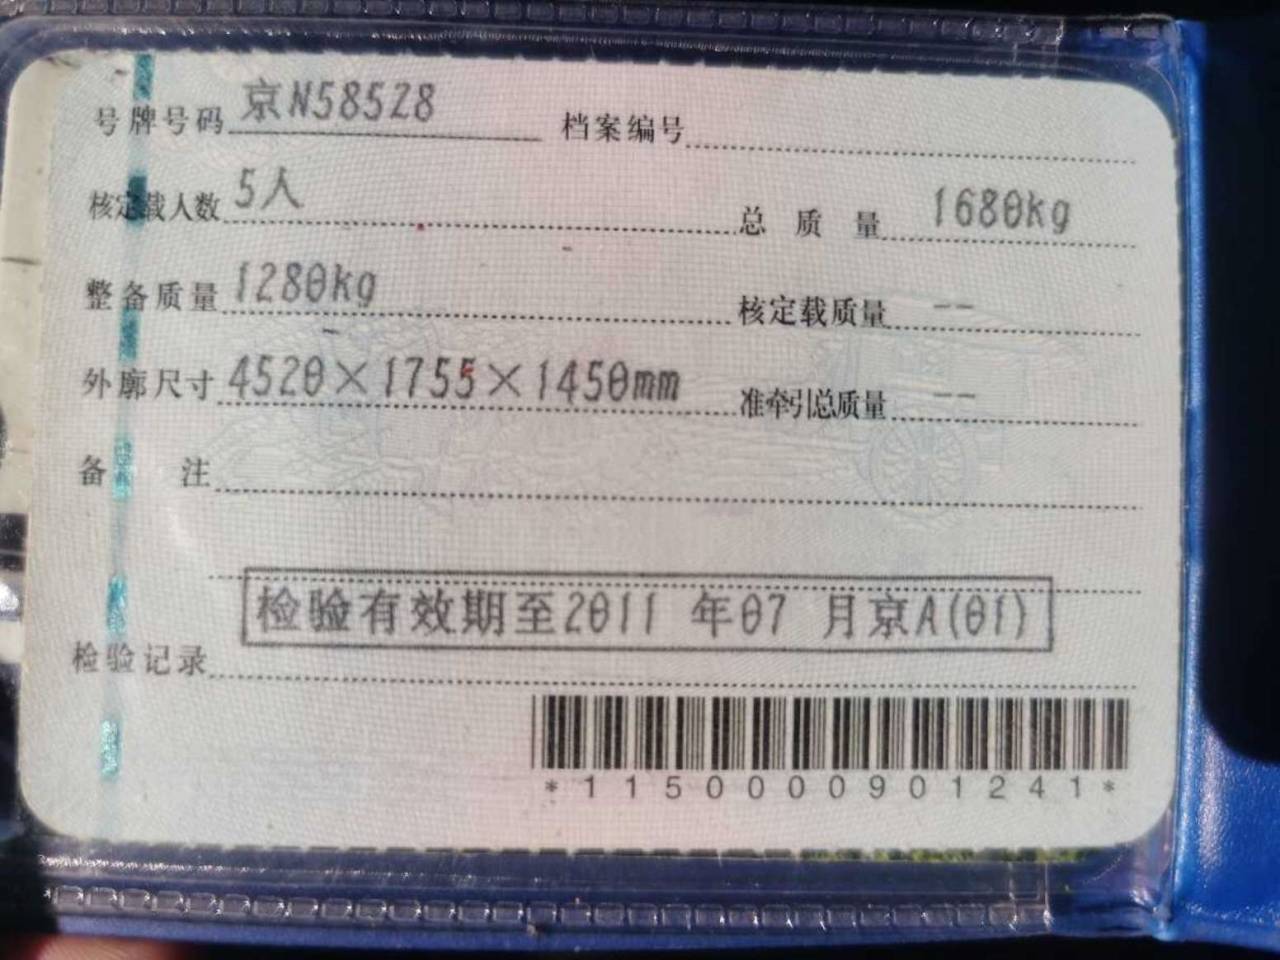 号牌号码 京N58528 档案编号
核定载人数 5人 总质量 1680kg
整备质量 1280kg 核定载质量 --
外廓尺寸 4520×1755×1450mm 准牵引总质量 --
备注
检验记录 检验有效期至2011 年07 月京A(01)
*1150000901241*